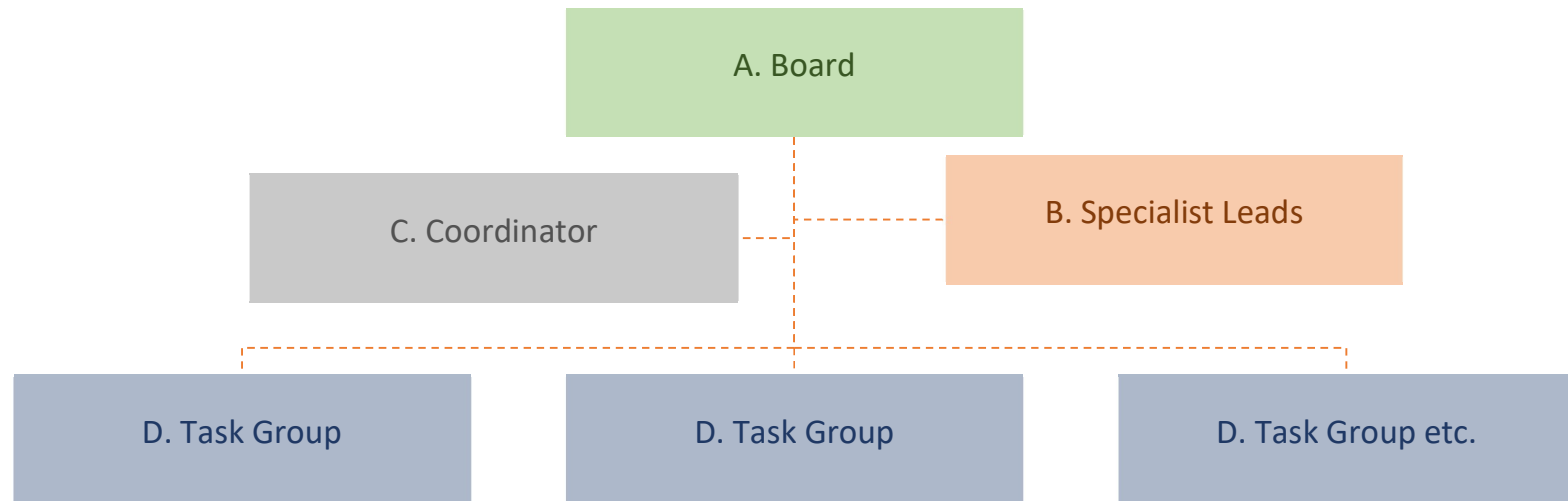 A. Board
B. Specialist Leads
C. Coordinator
D. Task Group
D. Task Group
D. Task Group etc.